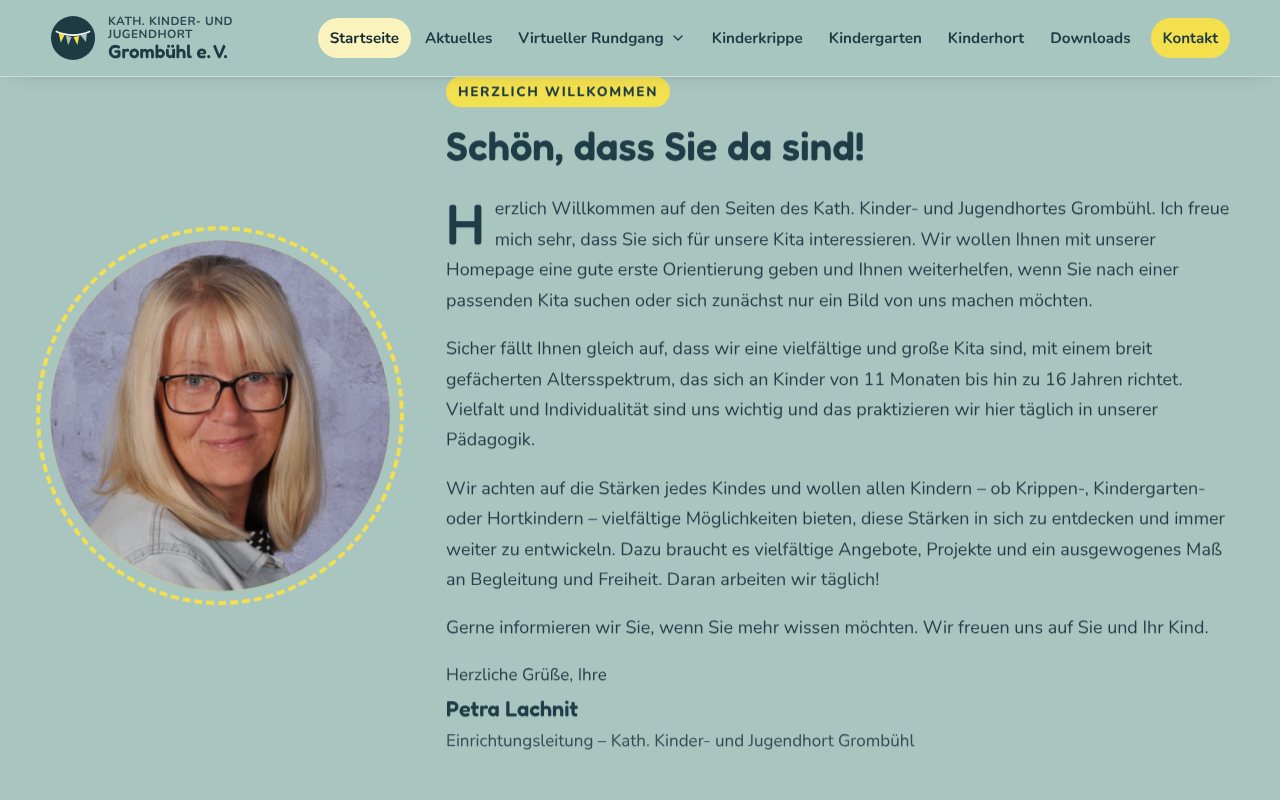 KATH. KINDER- UND
JUGENDHORT
Grombühl e.V.
Startseite
Aktuelles
Virtueller Rundgang
Kinderkrippe
Kindergarten
Kinderhort
Downloads
Kontakt
HERZLICH WILLKOMMEN
Schön, dass Sie da sind!
Herzlich Willkommen auf den Seiten des Kath. Kinder- und Jugendhortes Grombühl. Ich freue
mich sehr, dass Sie sich für unsere Kita interessieren. Wir wollen Ihnen mit unserer
Homepage eine gute erste Orientierung geben und Ihnen weiterhelfen, wenn Sie nach einer
passenden Kita suchen oder sich zunächst nur ein Bild von uns machen möchten.
Sicher fällt Ihnen gleich auf, dass wir eine vielfältige und große Kita sind, mit einem breit
gefächerten Altersspektrum, das sich an Kinder von 11 Monaten bis hin zu 16 Jahren richtet.
Vielfalt und Individualität sind uns wichtig und das praktizieren wir hier täglich in unserer
Pädagogik.
Wir achten auf die Stärken jedes Kindes und wollen allen Kindern – ob Krippen-, Kindergarten-
oder Hortkindern – vielfältige Möglichkeiten bieten, diese Stärken in sich zu entdecken und immer
weiter zu entwickeln. Dazu braucht es vielfältige Angebote, Projekte und ein ausgewogenes Maß
an Begleitung und Freiheit. Daran arbeiten wir täglich!
Gerne informieren wir Sie, wenn Sie mehr wissen möchten. Wir freuen uns auf Sie und Ihr Kind.
Herzliche Grüße, Ihre
Petra Lachnit
Einrichtungsleitung – Kath. Kinder- und Jugendhort Grombühl